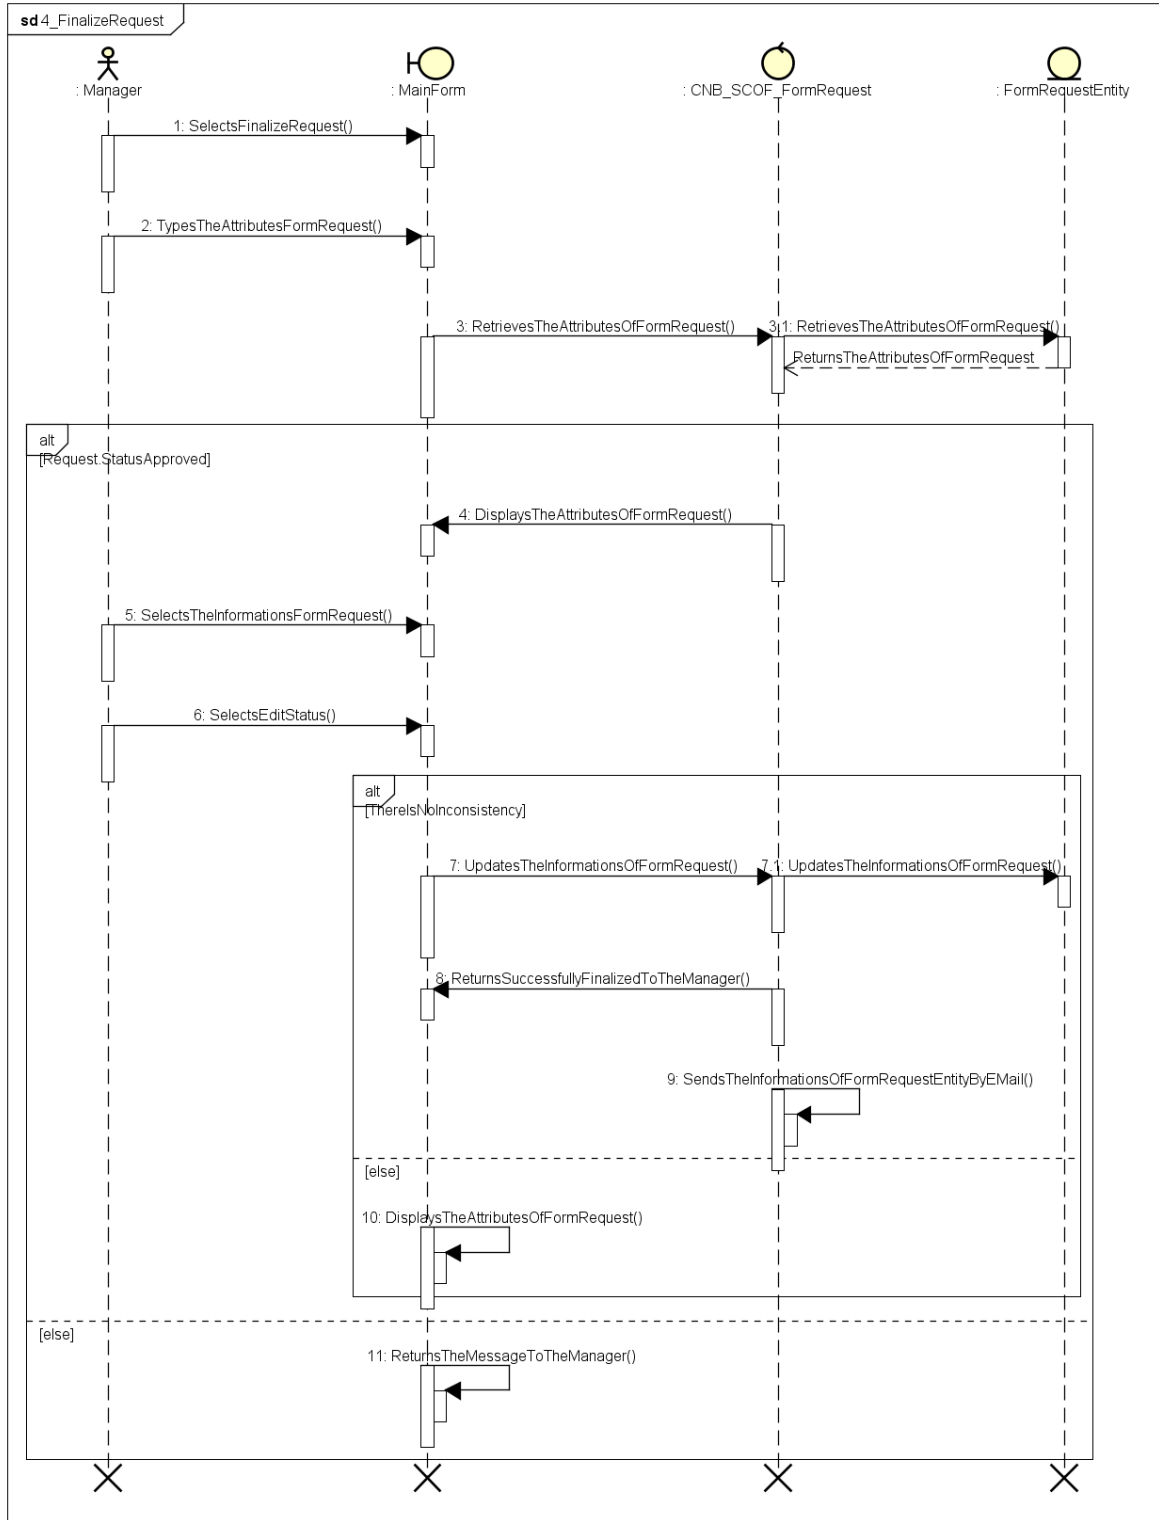 sd 4_FinalizeRequest
: Manager
: MainForm
: CNB_SCOF_FormRequest
: FormRequestEntity
1: SelectsFinalizeRequest()
2: TypesTheAttributesFormRequest()
3: RetrievesTheAttributesOfFormRequest()
3.1: RetrievesTheAttributesOfFormRequest()
ReturnsTheAttributesOfFormRequest
alt
[Request.StatusApproved]
4: DisplaysTheAttributesOfFormRequest()
5: SelectsTheInformationsFormRequest()
6: SelectsEditStatus()
alt
[ThereIsNoInconsistency]
7: UpdatesTheInformationsOfFormRequest()
7.1: UpdatesTheInformationsOfFormRequest()
8: ReturnsSuccessfullyFinalizedToTheManager()
9: SendsTheInformationsOfFormRequestEntityByEMail()
[else]
10: DisplaysTheAttributesOfFormRequest()
[else]
11: ReturnsTheMessageToTheManager()